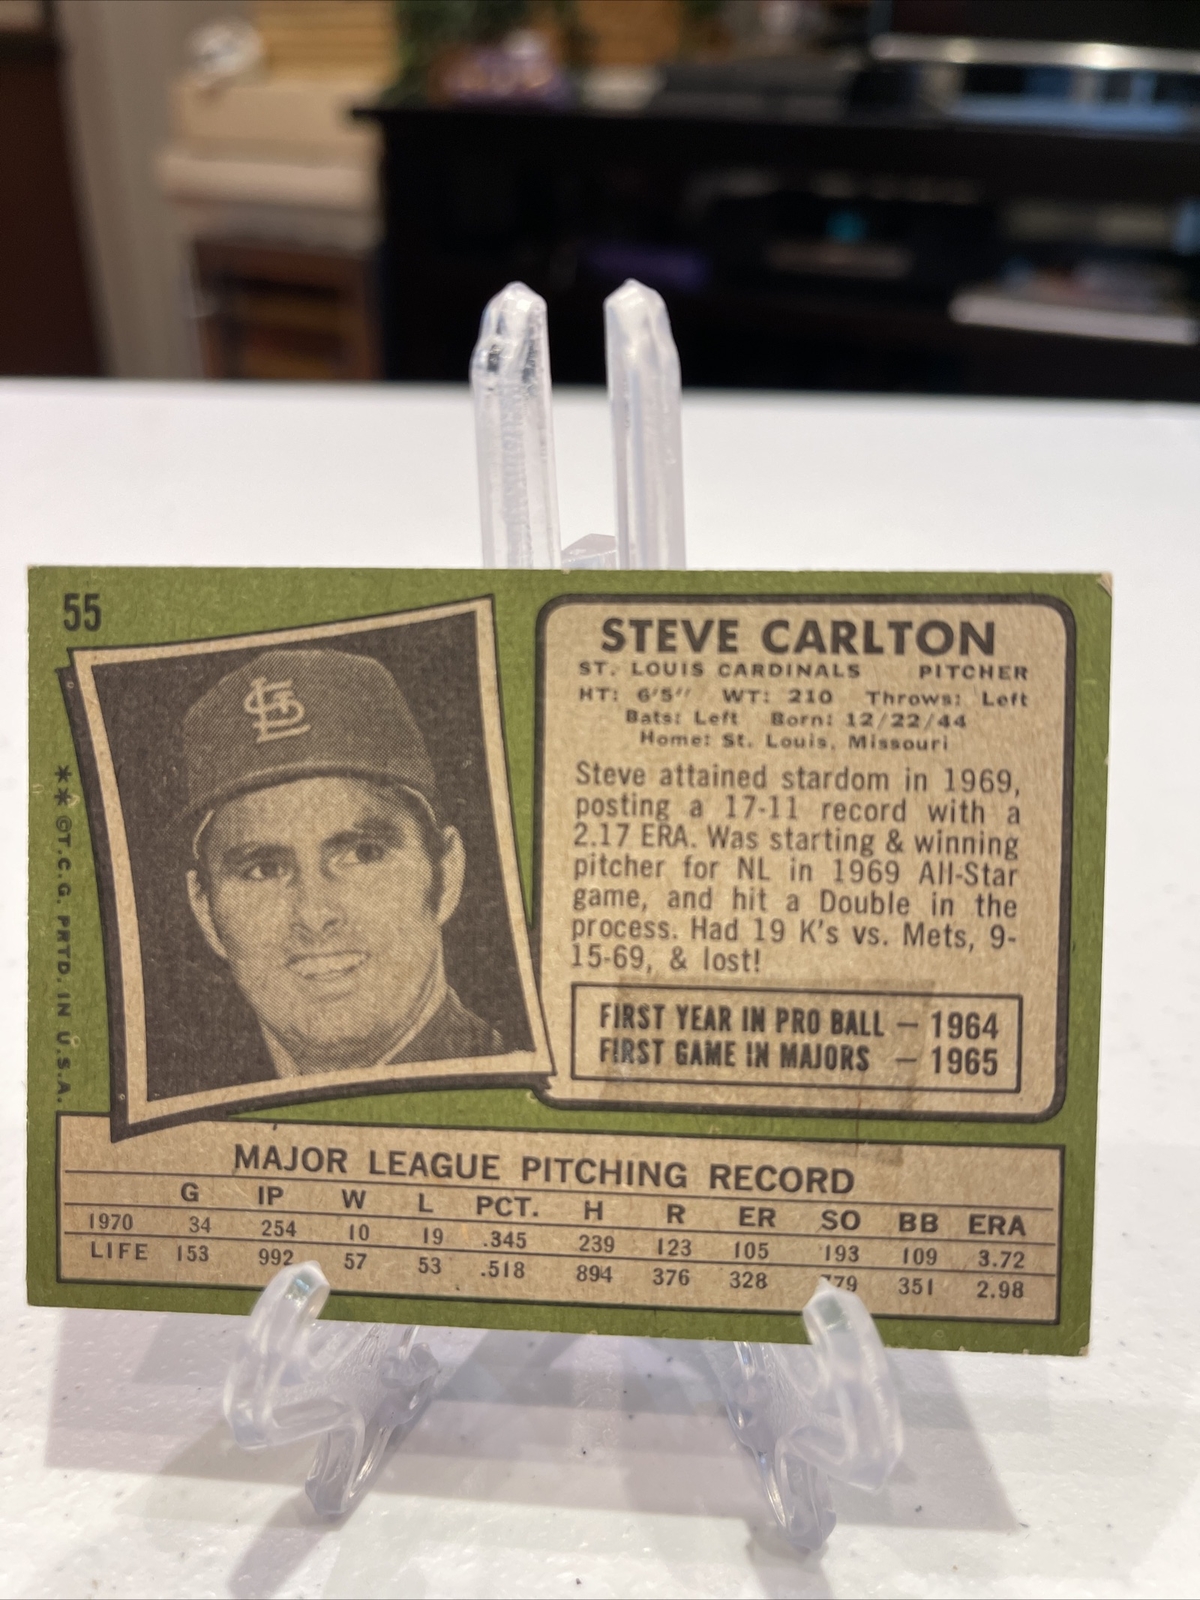 55
STEVE CARLTON
ST. LOUIS CARDINALS PITCHER
HT: 6'5" WT: 210 Throws: Left
Bats: Left Born: 12/22/44
Home: St. Louis, Missouri
Steve attained stardom in 1969,
posting a 17-11 record with a
2.17 ERA. Was starting & winning
pitcher for NL in 1969 All-Star
game, and hit a Double in the
process. Had 19 K's vs. Mets, 9-
15-69, & lost!
FIRST YEAR IN PRO BALL — 1964
FIRST GAME IN MAJORS — 1965
StL
**©T.C.G. PRTD. IN U.S.A.
MAJOR LEAGUE PITCHING RECORD
G IP W L PCT. H R ER SO BB ERA
1970 34 254 10 19 .345 239 123 105 193 109 3.72
LIFE 153 992 57 53 .518 894 376 328 351 2.98